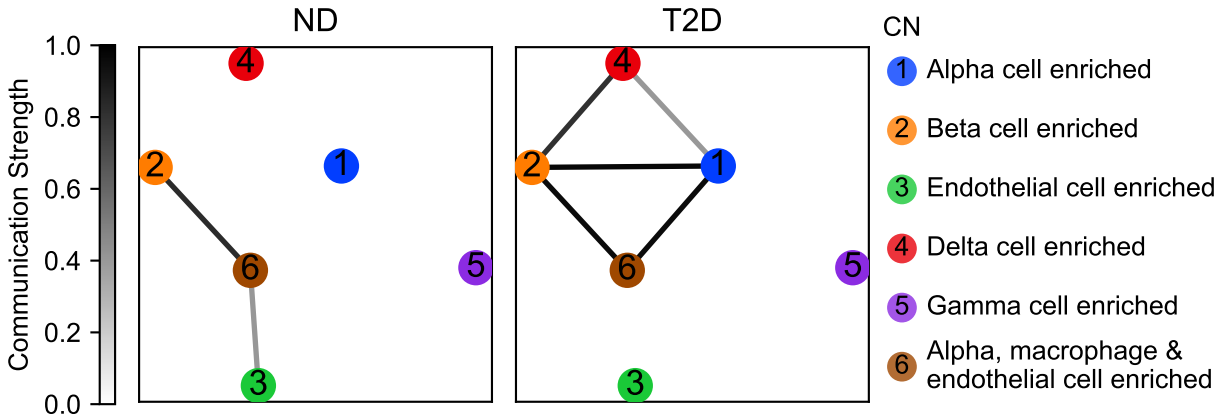 ND
T2D
CN
Communication Strength
1.0
0.8
0.6
0.4
0.2
0.0
4
2
1
6
5
3
4
2
1
6
5
3
1 Alpha cell enriched
2 Beta cell enriched
3 Endothelial cell enriched
4 Delta cell enriched
5 Gamma cell enriched
6 Alpha, macrophage &
endothelial cell enriched